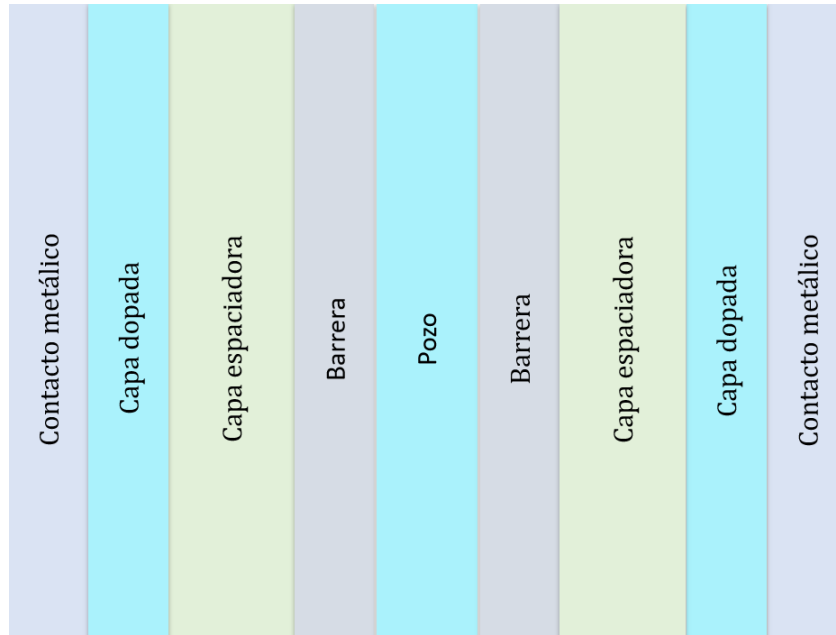 Contacto metálico
Capa dopada
Capa espaciadora
Barrera
Pozo
Barrera
Capa espaciadora
Capa dopada
Contacto metálico